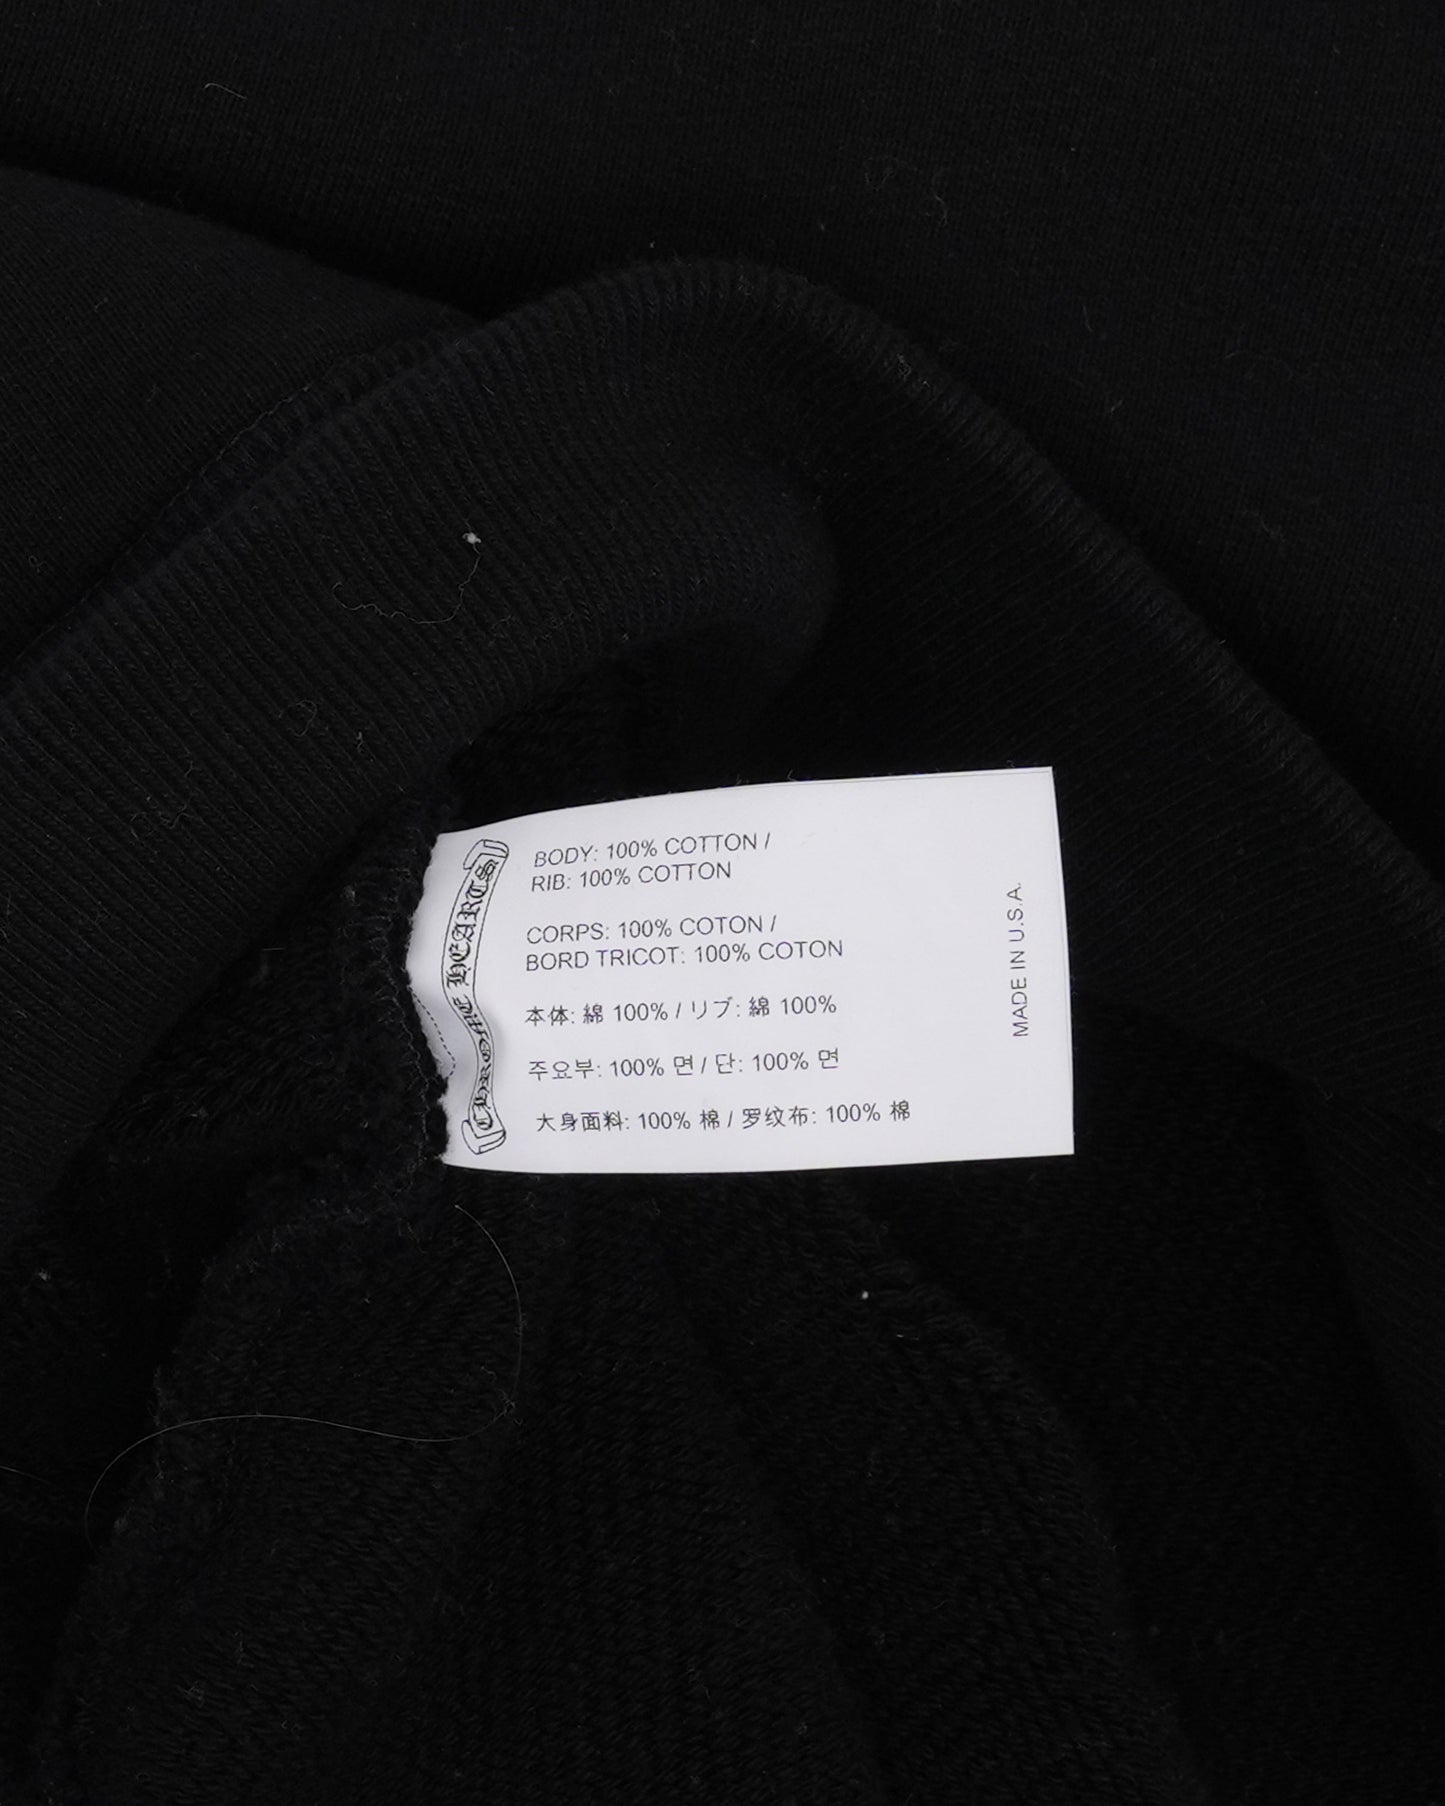 CHROME HEARTS
BODY: 100% COTTON /
RIB: 100% COTTON
CORPS: 100% COTON /
BORD TRICOT: 100% COTON
本体: 綿 100% / リブ: 綿 100%
주요부: 100% 면 / 단: 100% 면
大身面料: 100% 棉 / 罗纹布: 100% 棉
MADE IN U.S.A.